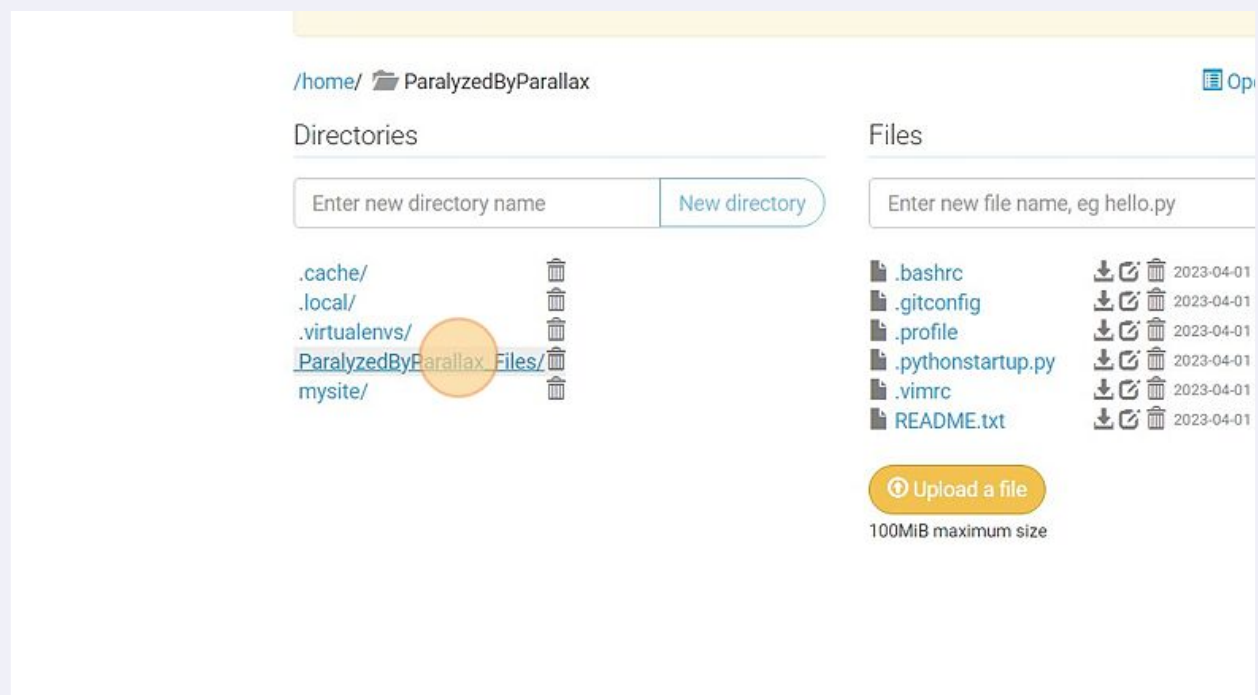 /home/ ParalyzedByParallax
Directories
Enter new directory name
New directory
.cache/
.local/
.virtualenvs/
ParalyzedByParallax_Files/
mysite/
Files
Enter new file name, eg hello.py
.bashrc 2023-04-01
.gitconfig 2023-04-01
.profile 2023-04-01
.pythonstartup.py 2023-04-01
.vimrc 2023-04-01
README.txt 2023-04-01
Upload a file
100MiB maximum size